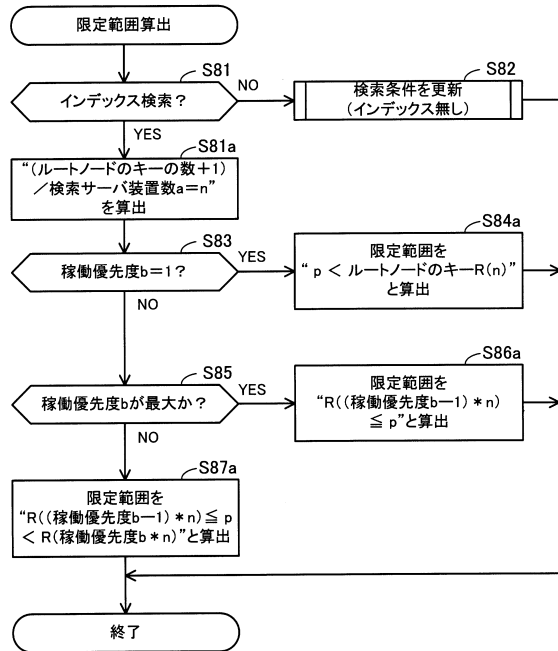 限定範囲算出
S81
インデックス検索？
NO
S82
検索条件を更新
(インデックス無し)
YES
S81a
“(ルートノードのキーの数＋1)
／検索サーバ装置数a＝n”
を算出
S83
稼働優先度b＝1？
YES
S84a
限定範囲を
“ p < ルートノードのキーR(n)”
と算出
NO
S85
稼働優先度bが最大か？
YES
S86a
限定範囲を
“R((稼働優先度b－1)＊n)
≦ p”と算出
NO
S87a
限定範囲を
“R((稼働優先度b－1)＊n)≦ p
< R(稼働優先度b＊n)”と算出
終了